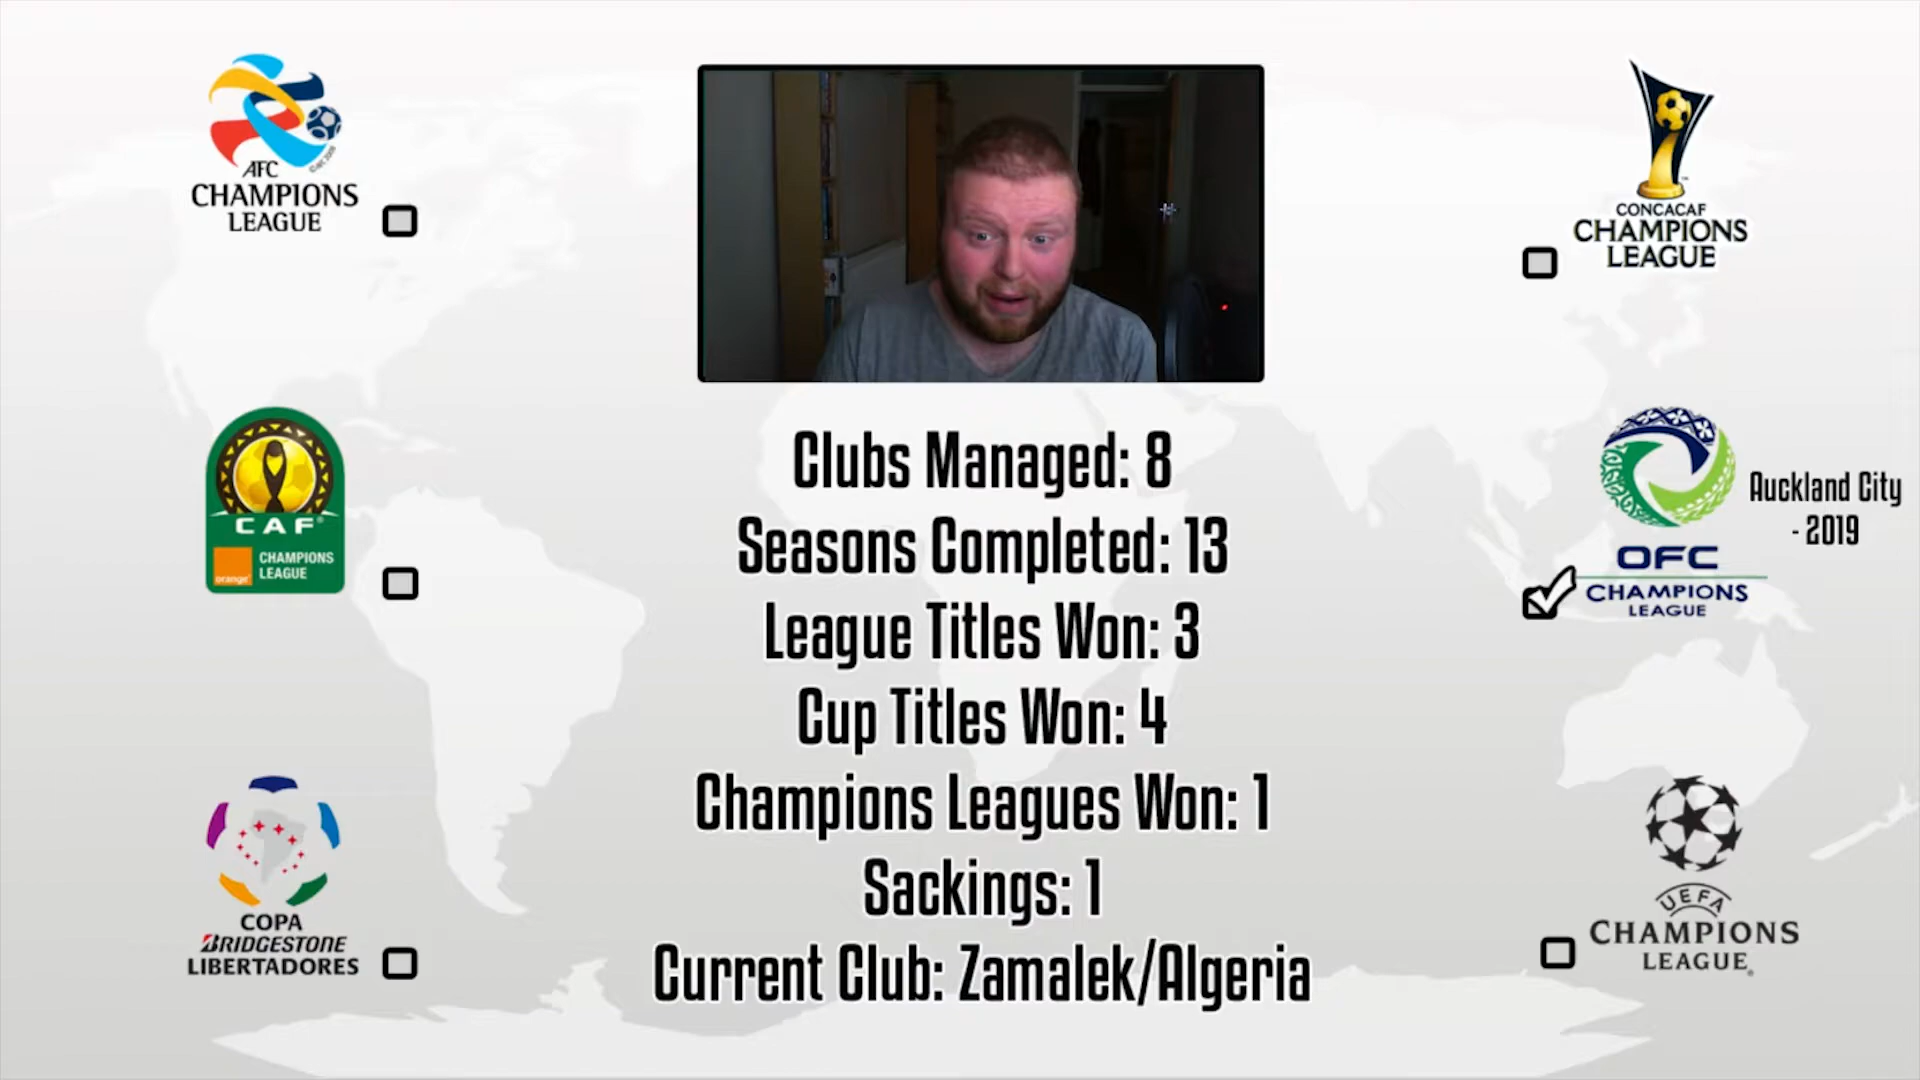 AFC
CHAMPIONS
LEAGUE
CONCACAF
CHAMPIONS
LEAGUE
CAF
orange
CHAMPIONS
LEAGUE
Clubs Managed: 8
Seasons Completed: 13
League Titles Won: 3
Cup Titles Won: 4
Champions Leagues Won: 1
Sackings: 1
Current Club: Zamalek/Algeria
Auckland City
- 2019
OFC
CHAMPIONS
LEAGUE
COPA
BRIDGESTONE
LIBERTADORES
UEFA
CHAMPIONS
LEAGUE